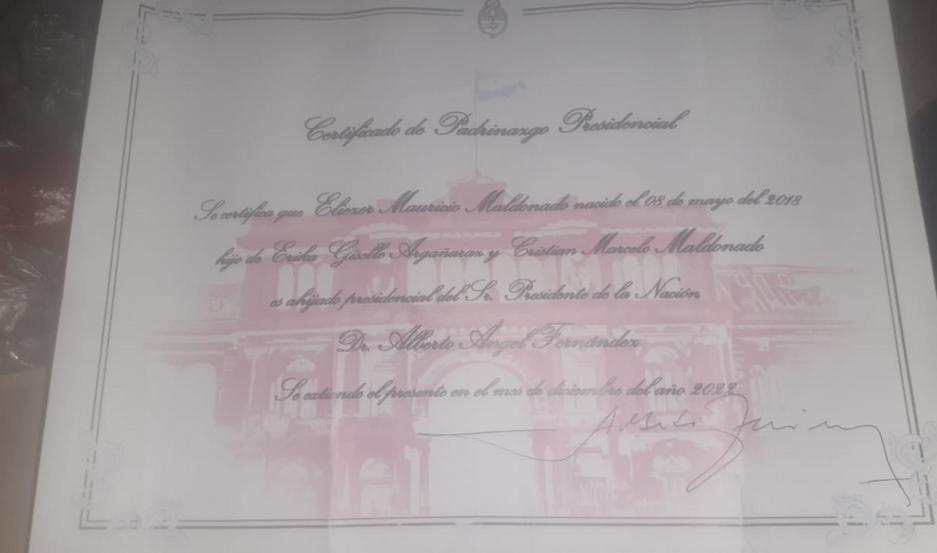 Certificado de Padrinazgo Presidencial
Se certifica que Eliezer Mauricio Maldonado nacido el 08 de mayo del 2018
hijo de Erika Giselle Argañaraz y Cristian Marcelo Maldonado
es ahijado presidencial del Sr. Presidente de la Nación
Dr. Alberto Ángel Fernández
Se extiende el presente en el mes de diciembre del año 2022